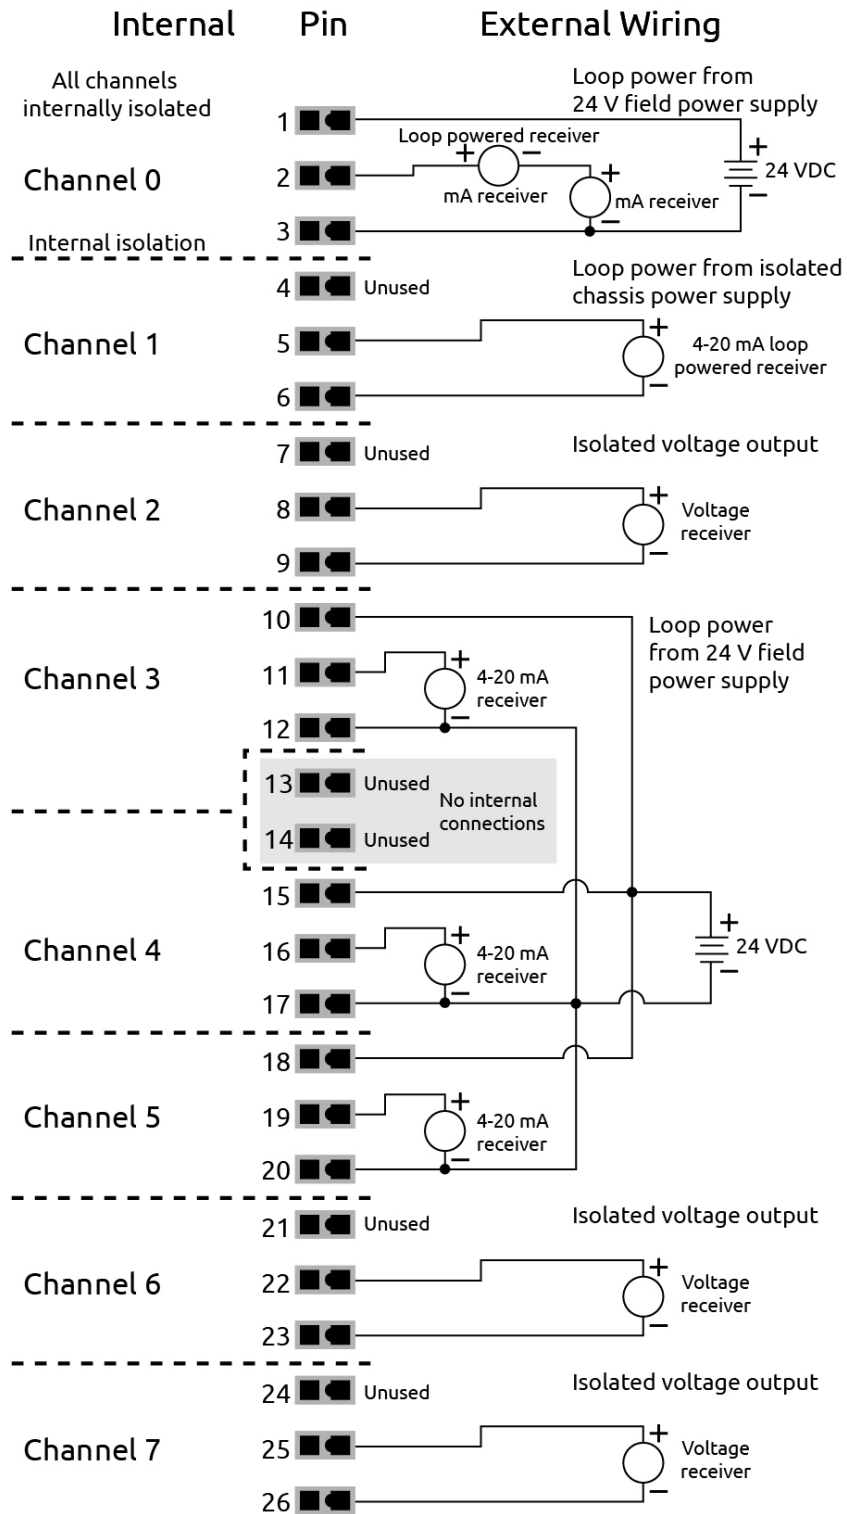 Internal Pin External Wiring
All channels
internally isolated
Loop power from
24 V field power supply
1
Loop powered receiver
+ −
+
Channel 0
2
+
24 VDC
mA receiver
mA receiver
−
−
3
Internal isolation
4 Unused
Loop power from isolated
chassis power supply
+
Channel 1
5
4-20 mA loop
powered receiver
−
6
7 Unused
Isolated voltage output
+
Channel 2
8
Voltage
receiver
−
9
10
Loop power
from 24 V field
power supply
+
Channel 3
11
4-20 mA
receiver
−
12
13 Unused
No internal
connections
14 Unused
15
+
+
Channel 4
16
4-20 mA
receiver
24 VDC
−
−
17
18
+
Channel 5
19
4-20 mA
receiver
−
20
21 Unused
Isolated voltage output
+
Channel 6
22
Voltage
receiver
−
23
24 Unused
Isolated voltage output
+
Channel 7
25
Voltage
receiver
−
26